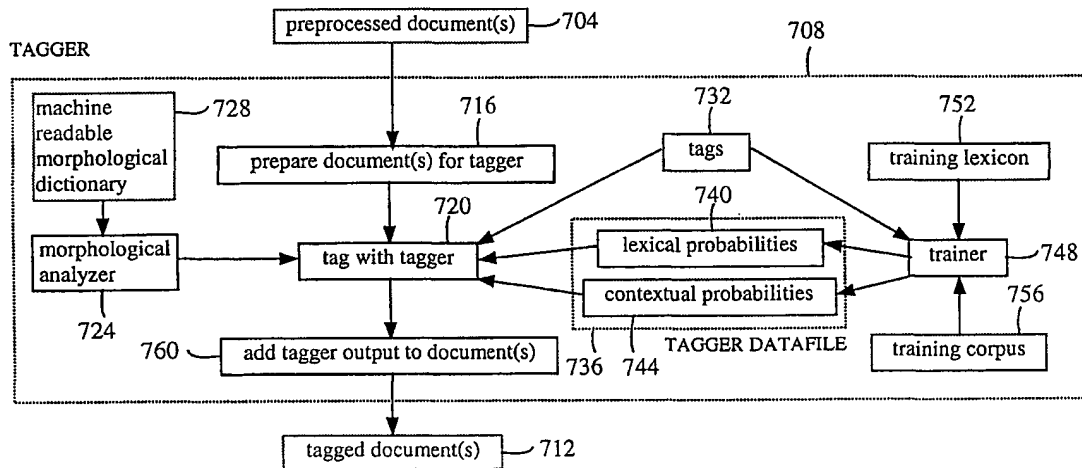 preprocessed document(s)
704
TAGGER
708
machine
readable
morphological
dictionary
728
716
prepare document(s) for tagger
732
tags
752
training lexicon
740
lexical probabilities
720
tag with tagger
morphological
analyzer
724
trainer
748
contextual probabilities
756
training corpus
736
744
TAGGER DATAFILE
760
add tagger output to document(s)
tagged document(s)
712